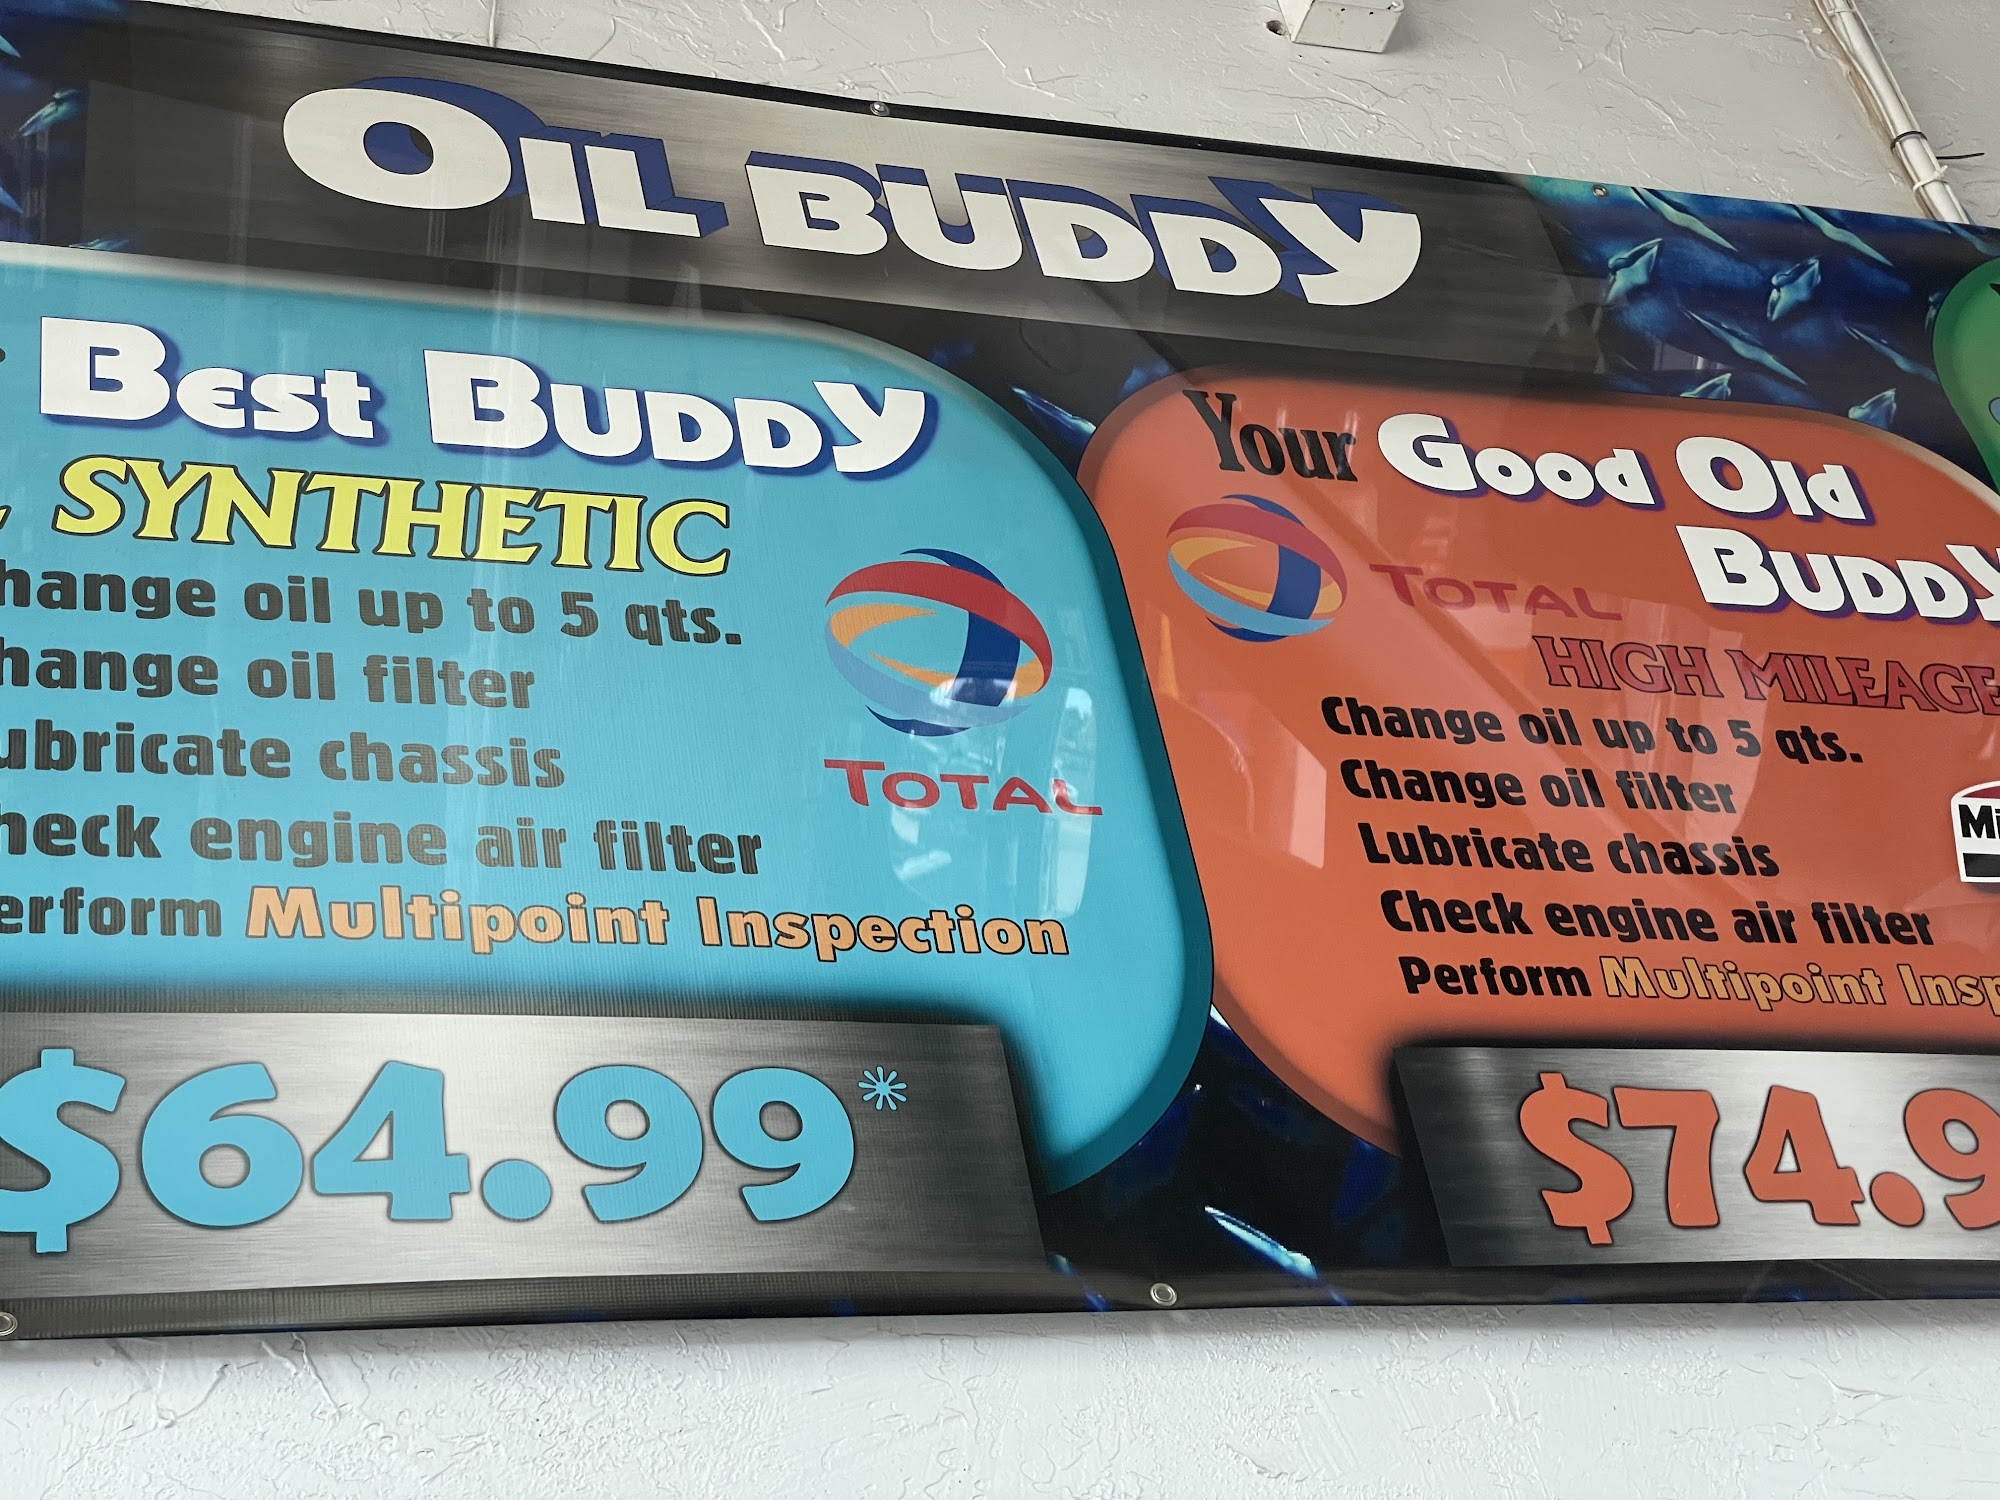 OIL BUDDY
BEST BUDDY
SYNTHETIC
hange oil up to 5 qts.
hange oil filter
ubricate chassis
heck engine air filter
erform Multipoint Inspection
TOTAL
$64.99*
Your GOOD OLD
BUDDY
TOTAL
HIGH MILEAGE
Change oil up to 5 qts.
Change oil filter
Lubricate chassis
Check engine air filter
Perform Multipoint Insp
Mi
$74.9